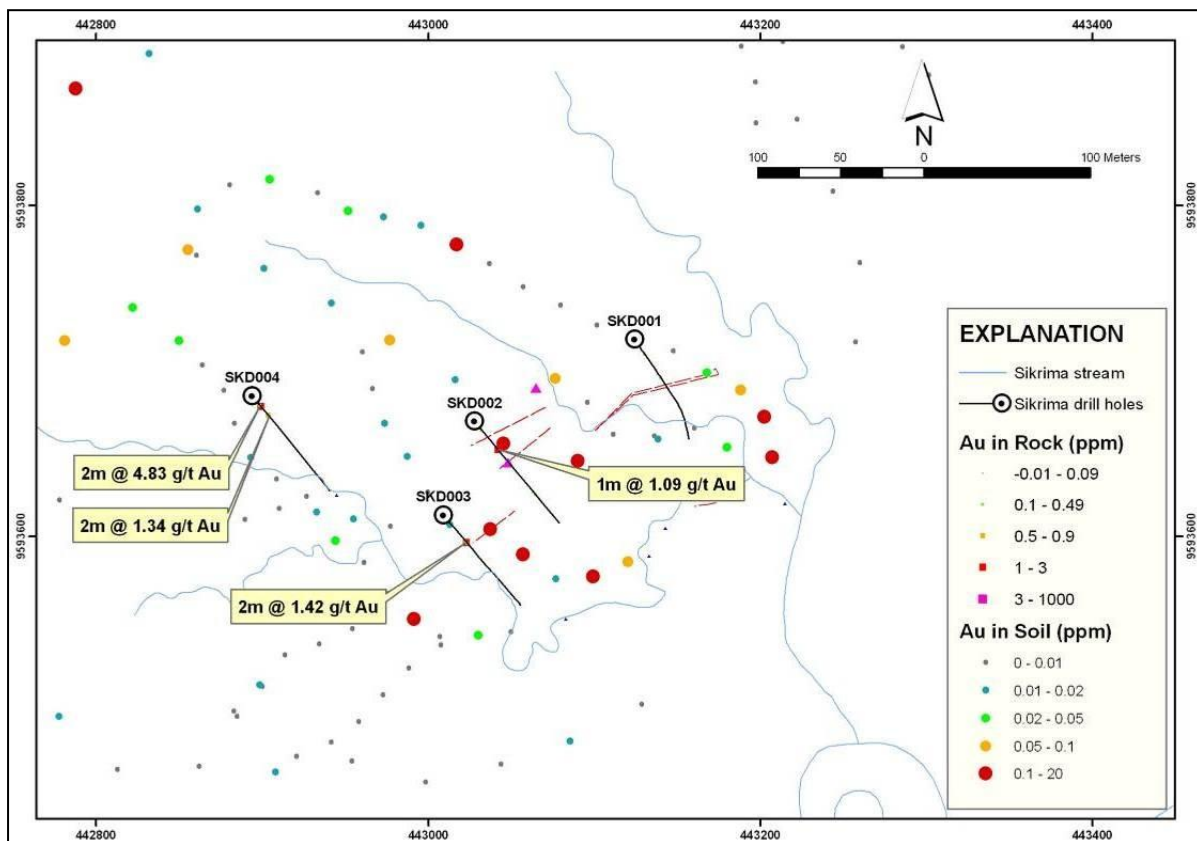 442800 443000 443200 443400
9593800 9593800
N
100 50 0 100 Meters
SKD001
SKD004
SKD002
SKD003
2m @ 4.83 g/t Au
2m @ 1.34 g/t Au
1m @ 1.09 g/t Au
2m @ 1.42 g/t Au
9593600 9593600
EXPLANATION
Sikrima stream
Sikrima drill holes
Au in Rock (ppm)
-0.01 - 0.09
0.1 - 0.49
0.5 - 0.9
1 - 3
3 - 1000
Au in Soil (ppm)
0 - 0.01
0.01 - 0.02
0.02 - 0.05
0.05 - 0.1
0.1 - 20
442800 443000 443200 443400